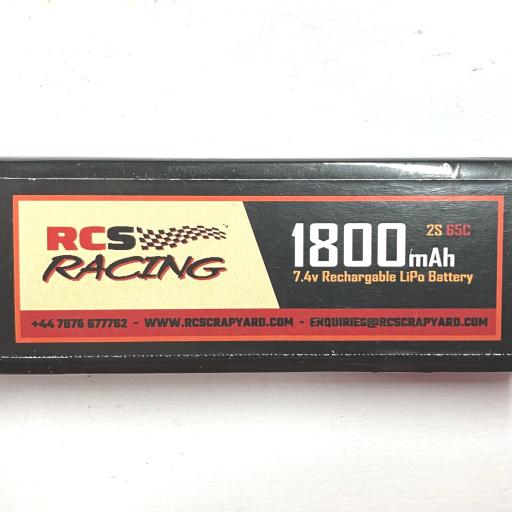 RCS
RACING
2S 65C
1800mAh
7.4v Rechargable LiPo Battery
+44 7976 677762 - WWW.RCSCRAPYARD.COM - ENQUIRIES@RCSCRAPYARD.COM